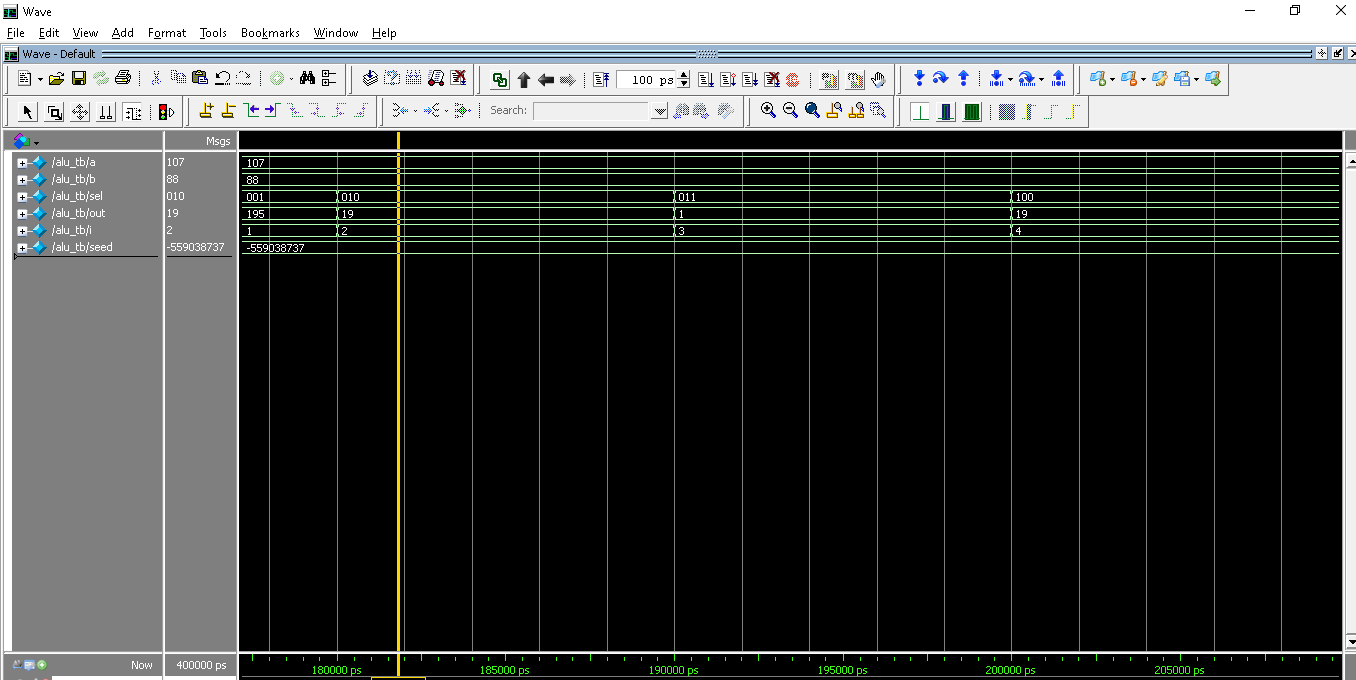 Wave
File Edit View Add Format Tools Bookmarks Window Help
Wave - Default
100 ps
Search:
Msgs
/alu_tb/a 107 107
/alu_tb/b 88 88
/alu_tb/sel 010 001 010 011 100
/alu_tb/out 19 195 19 1 19
/alu_tb/i 2 1 2 3 4
/alu_tb/seed -559038737 -559038737
Now 400000 ps 180000 ps 185000 ps 190000 ps 195000 ps 200000 ps 205000 ps